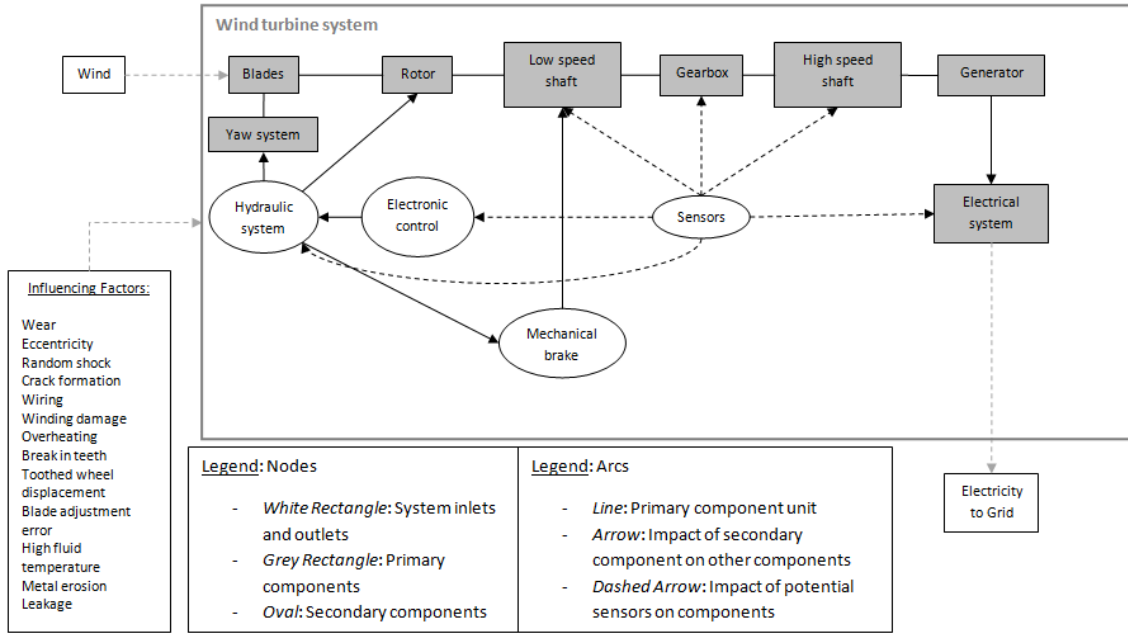 Wind turbine system
Wind
Blades
Rotor
Low speed
shaft
Gearbox
High speed
shaft
Generator
Yaw system
Hydraulic
system
Electronic
control
Sensors
Electrical
system
Mechanical
brake
Influencing Factors:
Wear
Eccentricity
Random shock
Crack formation
Wiring
Winding damage
Overheating
Break in teeth
Toothed wheel
displacement
Blade adjustment
error
High fluid
temperature
Metal erosion
Leakage
Legend: Nodes
- White Rectangle: System inlets
and outlets
- Grey Rectangle: Primary
components
- Oval: Secondary components
Legend: Arcs
- Line: Primary component unit
- Arrow: Impact of secondary
component on other components
- Dashed Arrow: Impact of potential
sensors on components
Electricity
to Grid